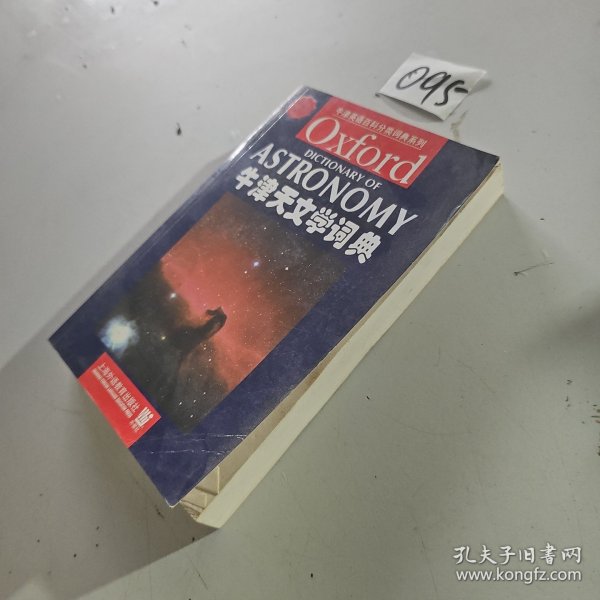 095
牛津英语百科分类词典系列
Oxford
DICTIONARY OF
ASTRONOMY
牛津天文学词典
上海外语教育出版社
孔夫子旧书网
www.kongfz.com